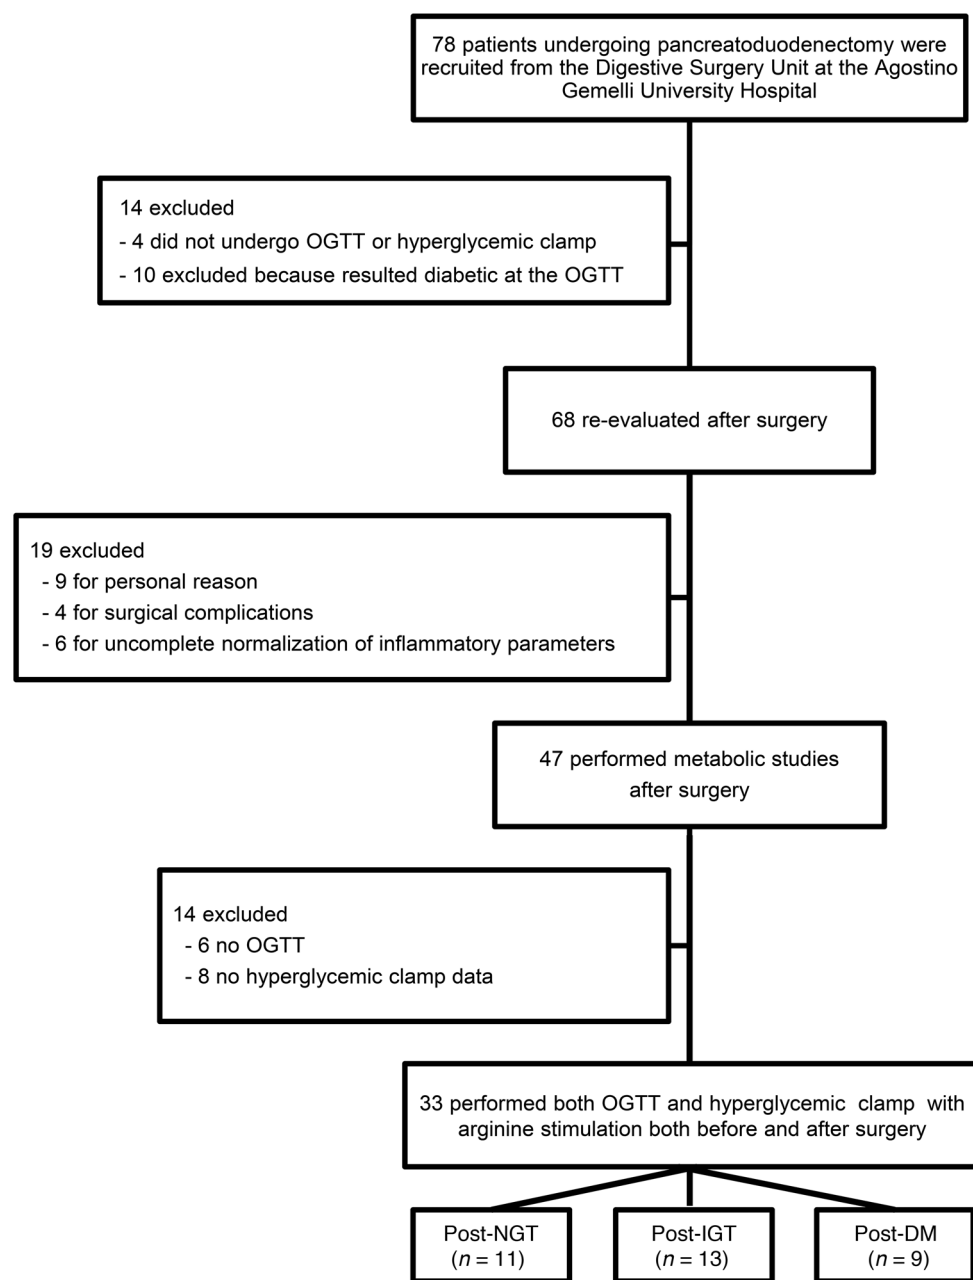 78 patients undergoing pancreatoduodenectomy were
recruited from the Digestive Surgery Unit at the Agostino
Gemelli University Hospital
14 excluded
- 4 did not undergo OGTT or hyperglycemic clamp
- 10 excluded because resulted diabetic at the OGTT
68 re-evaluated after surgery
19 excluded
- 9 for personal reason
- 4 for surgical complications
- 6 for uncomplete normalization of inflammatory parameters
47 performed metabolic studies
after surgery
14 excluded
- 6 no OGTT
- 8 no hyperglycemic clamp data
33 performed both OGTT and hyperglycemic clamp with
arginine stimulation both before and after surgery
Post-NGT
(n = 11)
Post-IGT
(n = 13)
Post-DM
(n = 9)